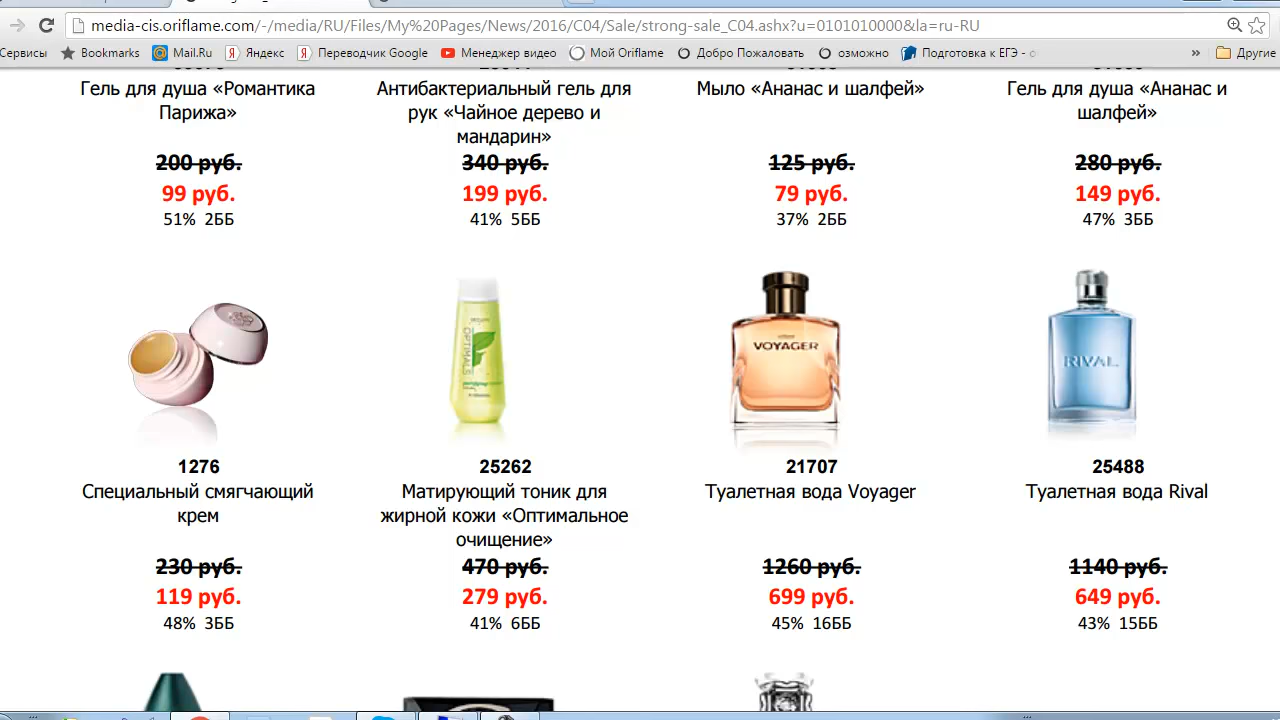 media-cis.oriflame.com/-/media/RU/Files/My%20Pages/News/2016/C04/Sale/strong-sale_C04.ashx?u=0101010000&la=ru-RU
Сервисы Bookmarks Mail.Ru Яндекс Переводчик Google Менеджер видео Мой Oriflame Добро Пожаловать озможно Подготовка к ЕГЭ - » Другие
Гель для душа «Романтика Парижа»
200 руб.
99 руб.
51% 2ББ
Антибактериальный гель для
рук «Чайное дерево и
мандарин»
340 руб.
199 руб.
41% 5ББ
Мыло «Ананас и шалфей»
125 руб.
79 руб.
37% 2ББ
Гель для душа «Ананас и
шалфей»
280 руб.
149 руб.
47% 3ББ
VOYAGER
RIVAL
OPTIMALS
1276
Специальный смягчающий
крем
230 руб.
119 руб.
48% 3ББ
25262
Матирующий тоник для
жирной кожи «Оптимальное
очищение»
470 руб.
279 руб.
41% 6ББ
21707
Туалетная вода Voyager
1260 руб.
699 руб.
45% 16ББ
25488
Туалетная вода Rival
1140 руб.
649 руб.
43% 15ББ